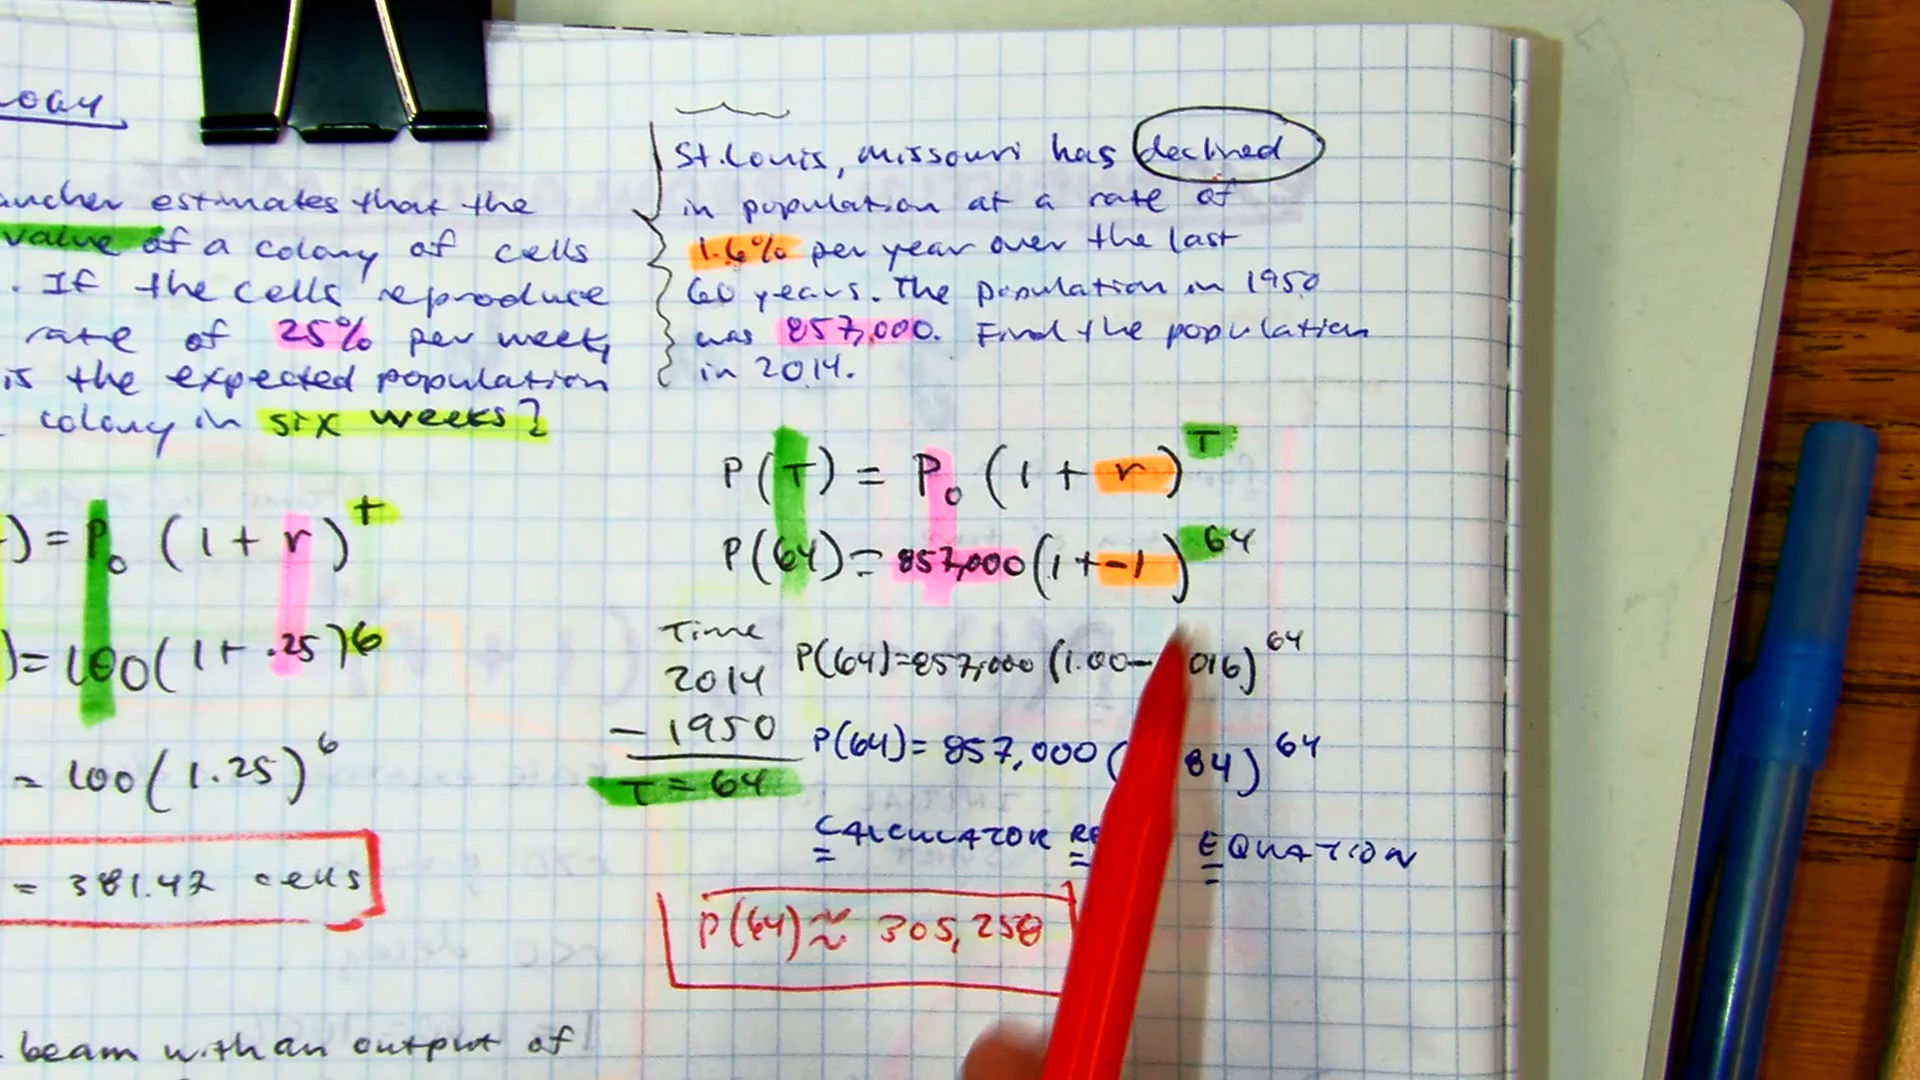 estimates that the
value of a colony of cells
. If the cells reproduce
rate of 25% per week,
is the expected population
colony in six weeks?
) = P₀ (1 + r)ᵗ
) = 100(1 + .25)⁶
= 100(1.25)⁶
= 381.47 cells
beam with an output of
St. Louis, Missouri has declined
in population at a rate of
1.6% per year over the last
60 years. The population in 1950
was 857,000. Find the population
in 2014.
P(T) = P₀ (1 + r)ᵀ
P(64) = 857,000(1 + -1 )⁶⁴
Time
2014
- 1950
T = 64
P(64) = 857,000 (1.00- 016)⁶⁴
P(64) = 857,000 ( 84)⁶⁴
CALCULATOR EQUATION
P(64) ≈ 305,258